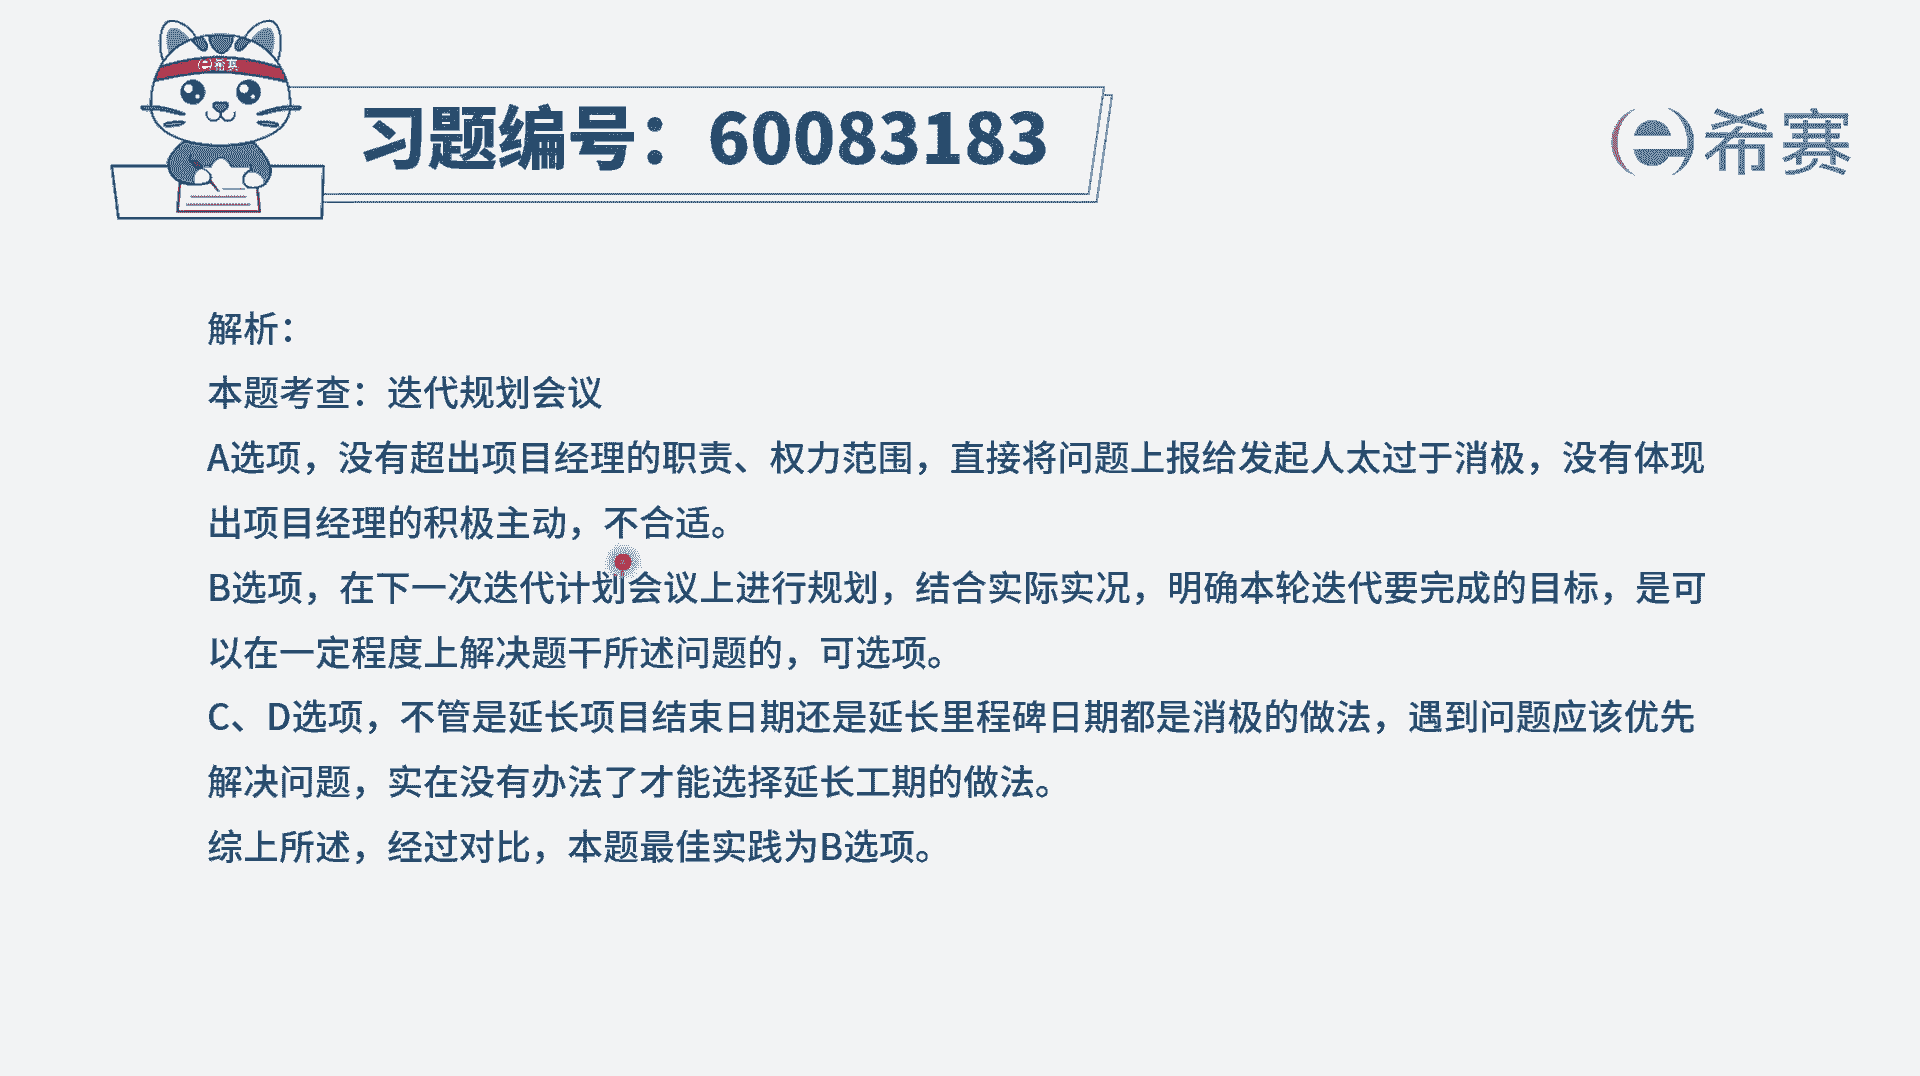 希赛
习题编号：60083183
希赛
解析：
本题考查：迭代规划会议
A选项，没有超出项目经理的职责、权力范围，直接将问题上报给发起人太过于消极，没有体现
出项目经理的积极主动，不合适。
B选项，在下一次迭代计划会议上进行规划，结合实际实况，明确本轮迭代要完成的目标，是可
以在一定程度上解决题干所述问题的，可选项。
C、D选项，不管是延长项目结束日期还是延长里程碑日期都是消极的做法，遇到问题应该优先
解决问题，实在没有办法了才能选择延长工期的做法。
综上所述，经过对比，本题最佳实践为B选项。